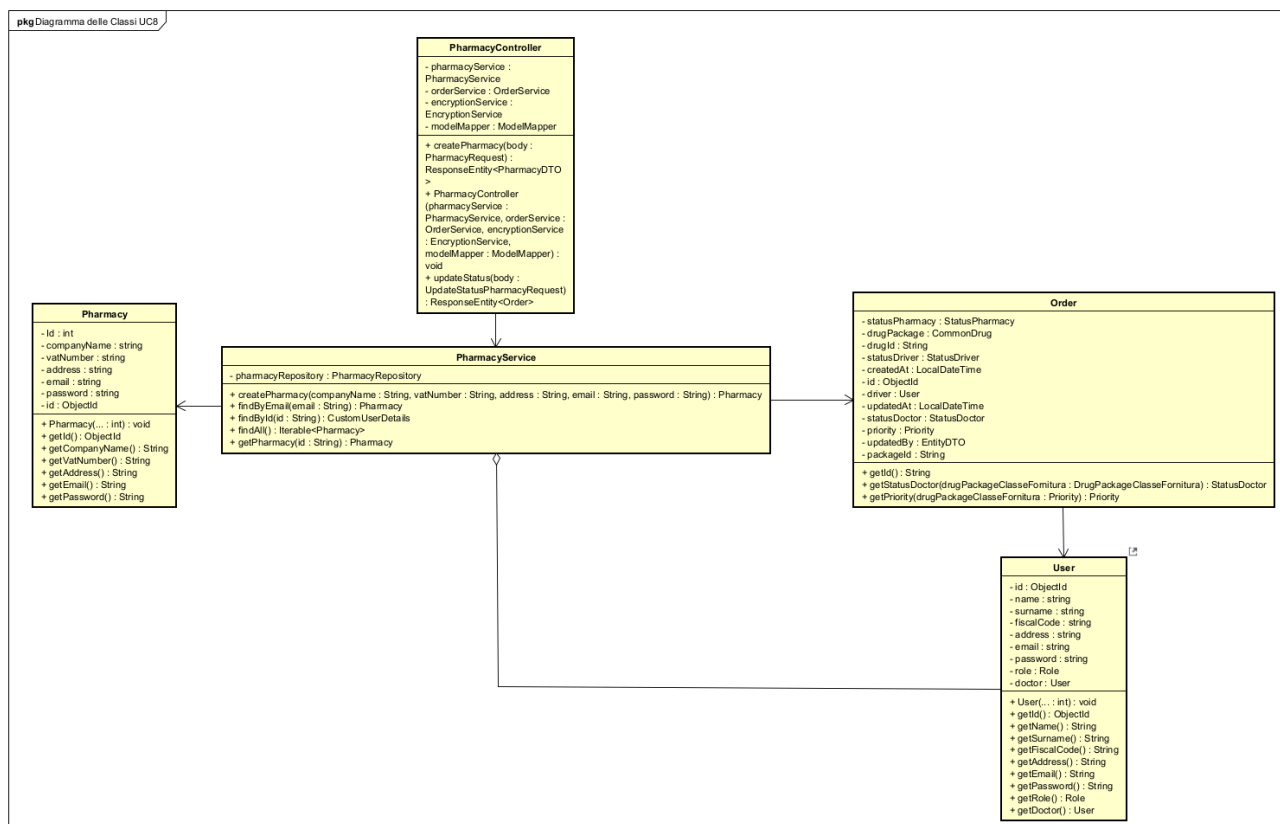 pkg Diagramma delle Classi UC8
PharmacyController
- pharmacyService :
PharmacyService
- orderService : OrderService
- encryptionService :
EncryptionService
- modelMapper : ModelMapper
+ createPharmacy(body :
PharmacyRequest) :
ResponseEntity<PharmacyDTO
>
+ PharmacyController
(pharmacyService :
PharmacyService, orderService :
OrderService, encryptionService
: EncryptionService,
modelMapper : ModelMapper) :
void
+ updateStatus(body :
UpdateStatusPharmacyRequest)
: ResponseEntity<Order>
Pharmacy
- Id : int
- companyName : string
- vatNumber : string
- address : string
- email : string
- password : string
- id : ObjectId
+ Pharmacy(... : int) : void
+ getId() : ObjectId
+ getCompanyName() : String
+ getVatNumber() : String
+ getAddress() : String
+ getEmail() : String
+ getPassword() : String
PharmacyService
- pharmacyRepository : PharmacyRepository
+ createPharmacy(companyName : String, vatNumber : String, address : String, email : String, password : String) : Pharmacy
+ findByEmail(email : String) : Pharmacy
+ findById(id : String) : CustomUserDetails
+ findAll() : Iterable<Pharmacy>
+ getPharmacy(id : String) : Pharmacy
Order
- statusPharmacy : StatusPharmacy
- drugPackage : CommonDrug
- drugId : String
- statusDriver : StatusDriver
- createdAt : LocalDateTime
- id : ObjectId
- driver : User
- updatedAt : LocalDateTime
- statusDoctor : StatusDoctor
- priority : Priority
- updatedBy : EntityDTO
- packageId : String
+ getId() : String
+ getStatusDoctor(drugPackageClasseFornitura : DrugPackageClasseFornitura) : StatusDoctor
+ getPriority(drugPackageClasseFornitura : Priority) : Priority
User
- id : ObjectId
- name : string
- surname : string
- fiscalCode : string
- address : string
- email : string
- password : string
- role : Role
- doctor : User
+ User(... : int) : void
+ getId() : ObjectId
+ getName() : String
+ getSurname() : String
+ getFiscalCode() : String
+ getAddress() : String
+ getEmail() : String
+ getPassword() : String
+ getRole() : Role
+ getDoctor() : User